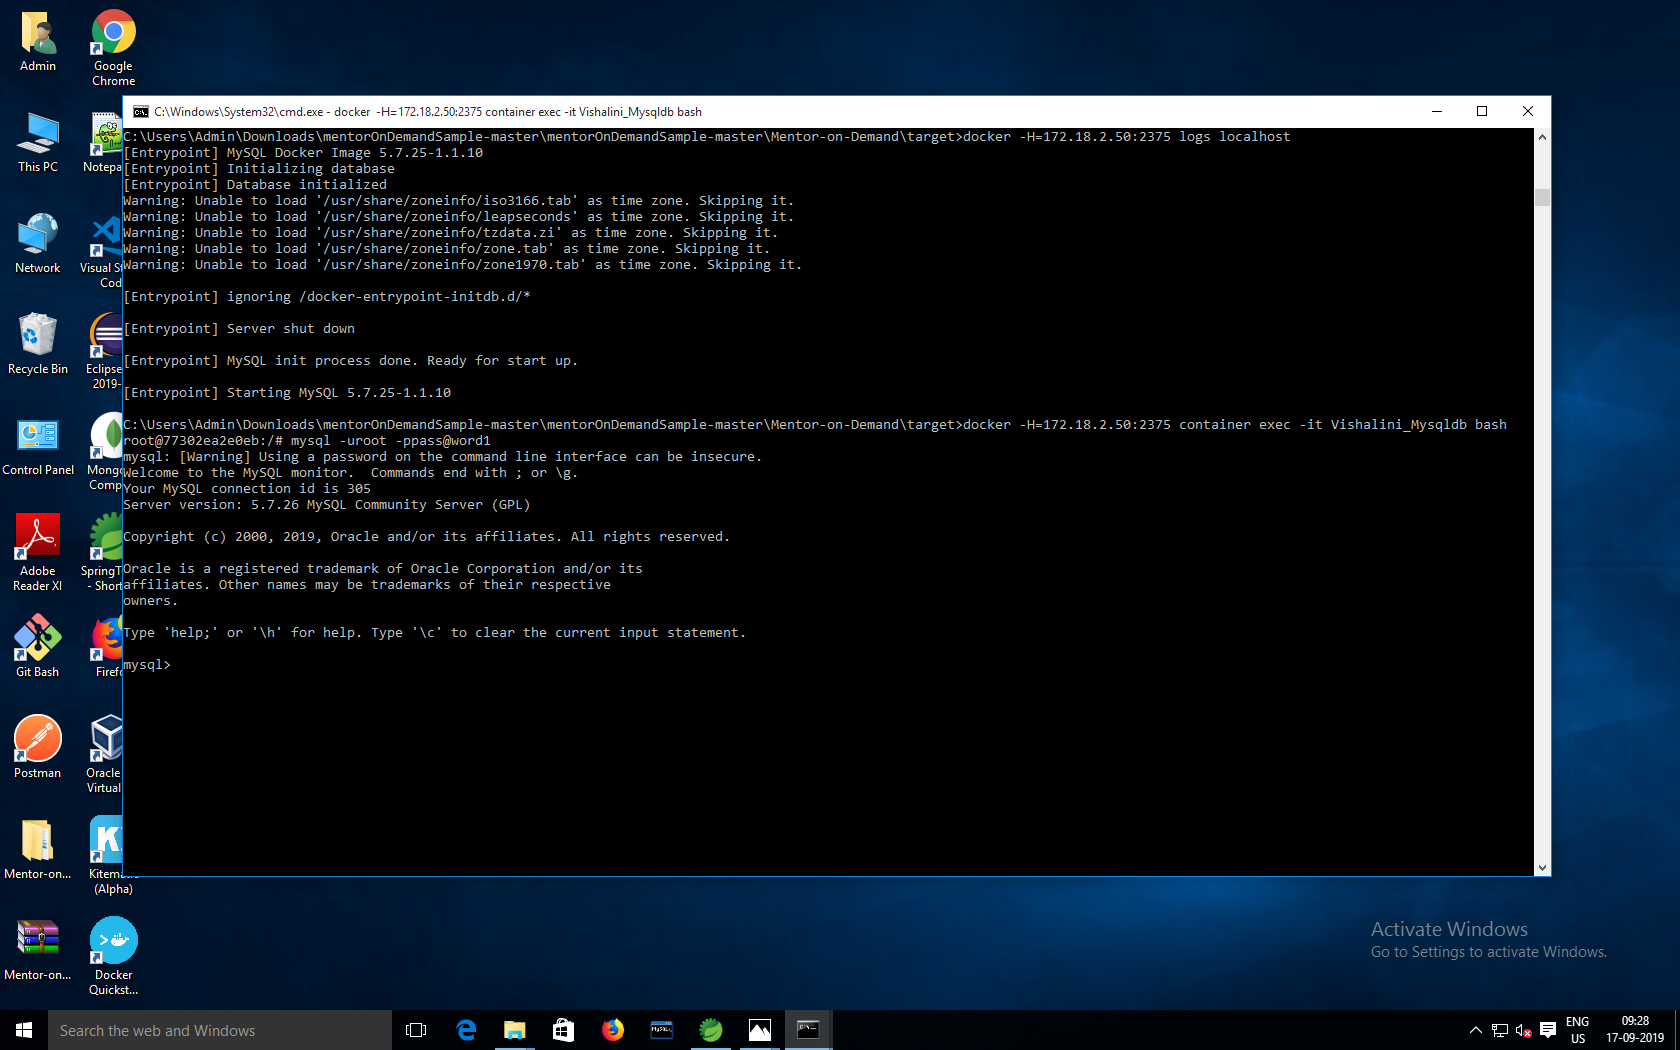 Admin
Google
Chrome
This PC
Notepa
Network
Visual S
Cod
Recycle Bin
Eclipse
2019-
Control Panel
Mong
Comp
Adobe
Reader XI
SpringT
- Short
Git Bash
Firefo
Postman
Oracle
Virtual
Mentor-on...
Kitema
(Alpha)
Mentor-on...
Docker
Quickst...
C:\Windows\System32\cmd.exe - docker  -H=172.18.2.50:2375 container exec -it Vishalini_Mysqldb bash
C:\Users\Admin\Downloads\mentorOnDemandSample-master\mentorOnDemandSample-master\Mentor-on-Demand\target>docker -H=172.18.2.50:2375 logs localhost
[Entrypoint] MySQL Docker Image 5.7.25-1.1.10
[Entrypoint] Initializing database
[Entrypoint] Database initialized
Warning: Unable to load '/usr/share/zoneinfo/iso3166.tab' as time zone. Skipping it.
Warning: Unable to load '/usr/share/zoneinfo/leapseconds' as time zone. Skipping it.
Warning: Unable to load '/usr/share/zoneinfo/tzdata.zi' as time zone. Skipping it.
Warning: Unable to load '/usr/share/zoneinfo/zone.tab' as time zone. Skipping it.
Warning: Unable to load '/usr/share/zoneinfo/zone1970.tab' as time zone. Skipping it.
[Entrypoint] ignoring /docker-entrypoint-initdb.d/*
[Entrypoint] Server shut down
[Entrypoint] MySQL init process done. Ready for start up.
[Entrypoint] Starting MySQL 5.7.25-1.1.10
C:\Users\Admin\Downloads\mentorOnDemandSample-master\mentorOnDemandSample-master\Mentor-on-Demand\target>docker -H=172.18.2.50:2375 container exec -it Vishalini_Mysqldb bash
root@77302ea2e0eb:/# mysql -uroot -ppass@word1
mysql: [Warning] Using a password on the command line interface can be insecure.
Welcome to the MySQL monitor.  Commands end with ; or \g.
Your MySQL connection id is 305
Server version: 5.7.26 MySQL Community Server (GPL)
Copyright (c) 2000, 2019, Oracle and/or its affiliates. All rights reserved.
Oracle is a registered trademark of Oracle Corporation and/or its
affiliates. Other names may be trademarks of their respective
owners.
Type 'help;' or '\h' for help. Type '\c' to clear the current input statement.
mysql>
Activate Windows
Go to Settings to activate Windows.
Search the web and Windows
ENG
US
09:28
17-09-2019